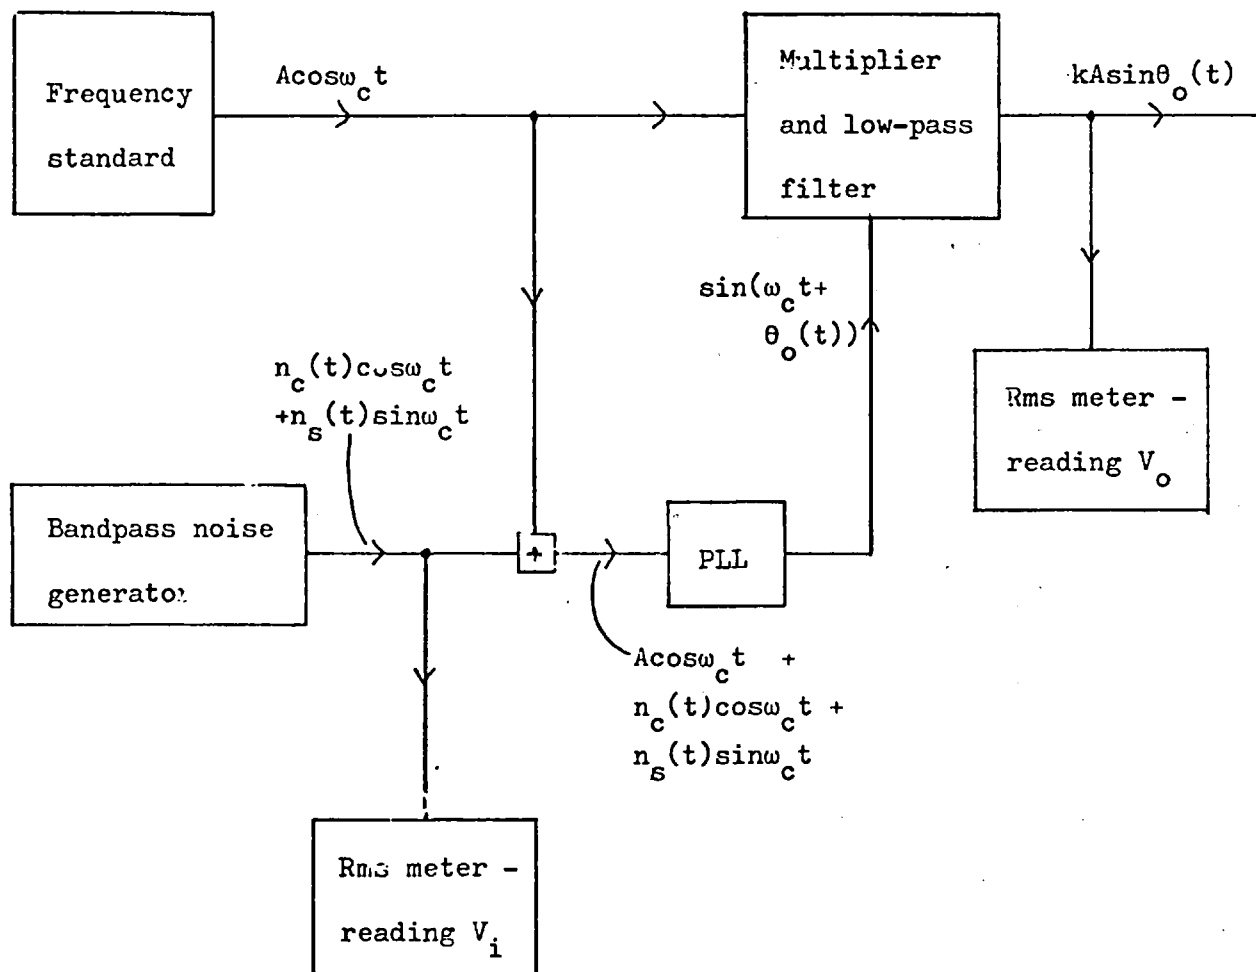 Frequency
standard
Acosω_c t
Multiplier
and low-pass
filter
kAsinθ_o(t)
sin(ω_c t+
θ_o(t))
n_c(t)cosω_c t
+n_s(t)sinω_c t
Rms meter -
reading V_o
Bandpass noise
generator
+
PLL
Acosω_c t +
n_c(t)cosω_c t +
n_s(t)sinω_c t
Rms meter -
reading V_i